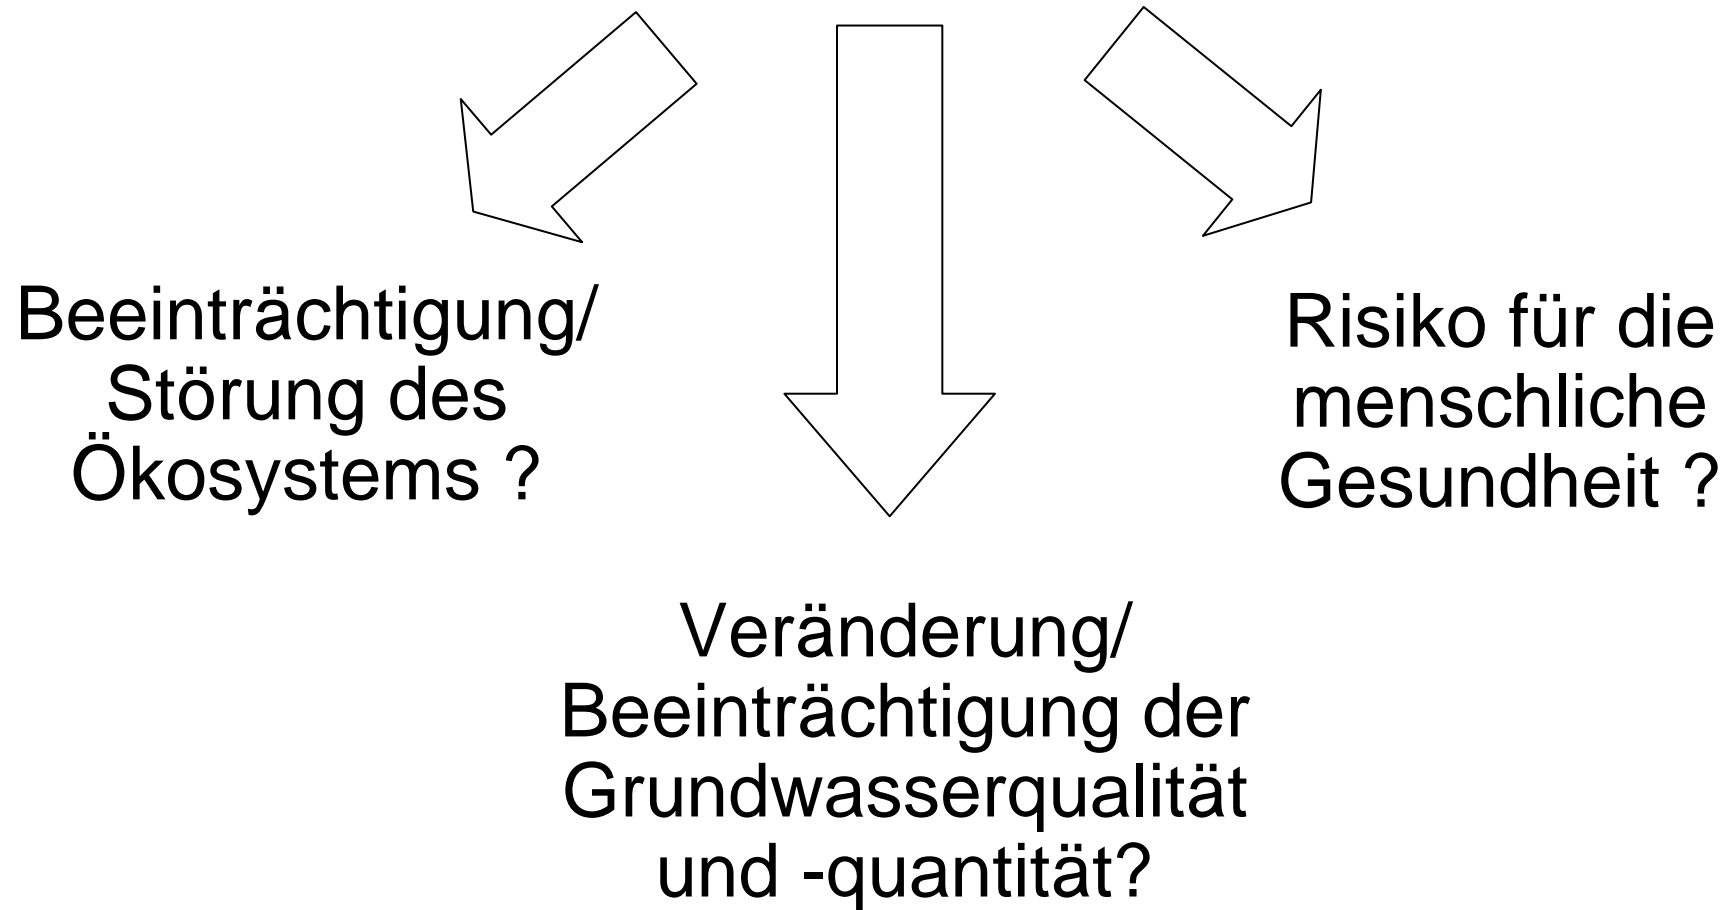 Beeinträchtigung/
Störung des
Ökosystems ?
Risiko für die
menschliche
Gesundheit ?
Veränderung/
Beeinträchtigung der
Grundwasserqualität
und -quantität?